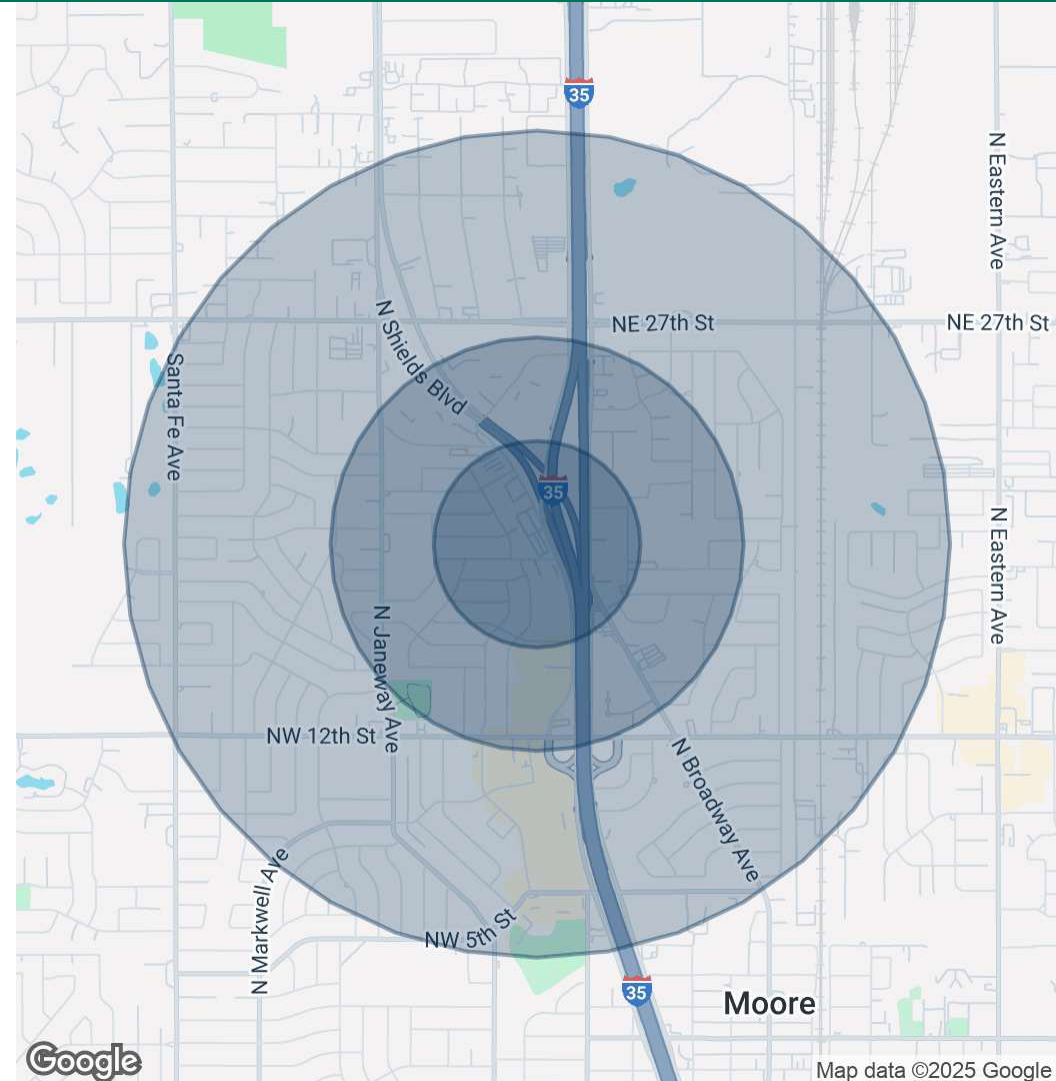 35
N Eastern Ave
N Shields Blvd
NE 27th St
NE 27th St
Santa Fe Ave
35
N Eastern Ave
N Janeway Ave
NW 12th St
N Broadway Ave
N Markwell Ave
NW 5th St
35
Moore
Google
Map data ©2025 Google